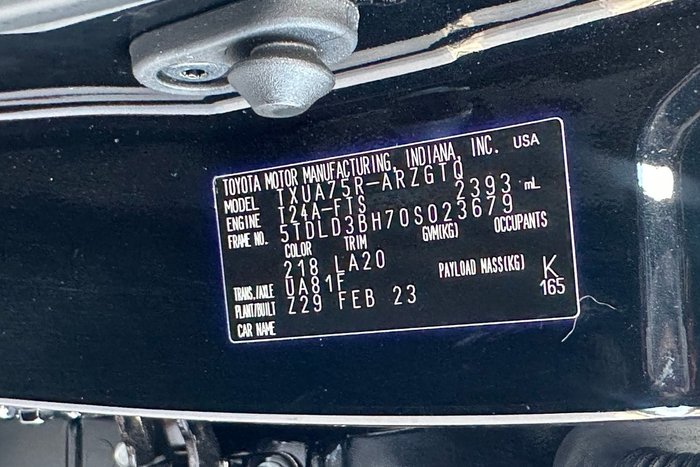 TOYOTA MOTOR MANUFACTURING, INDIANA, INC. USA
MODEL TXUA75R-ARZGTQ
ENGINE T24A-FTS 2393 mL
FRAME NO. 5TDLD3BH70S023679
COLOR TRIM GVM(KG) OCCUPANTS
218 LA20
TRANS./AXLE UA81F PAYLOAD MASS(KG) K
PLANT/BUILT Z29 FEB 23 165
CAR NAME